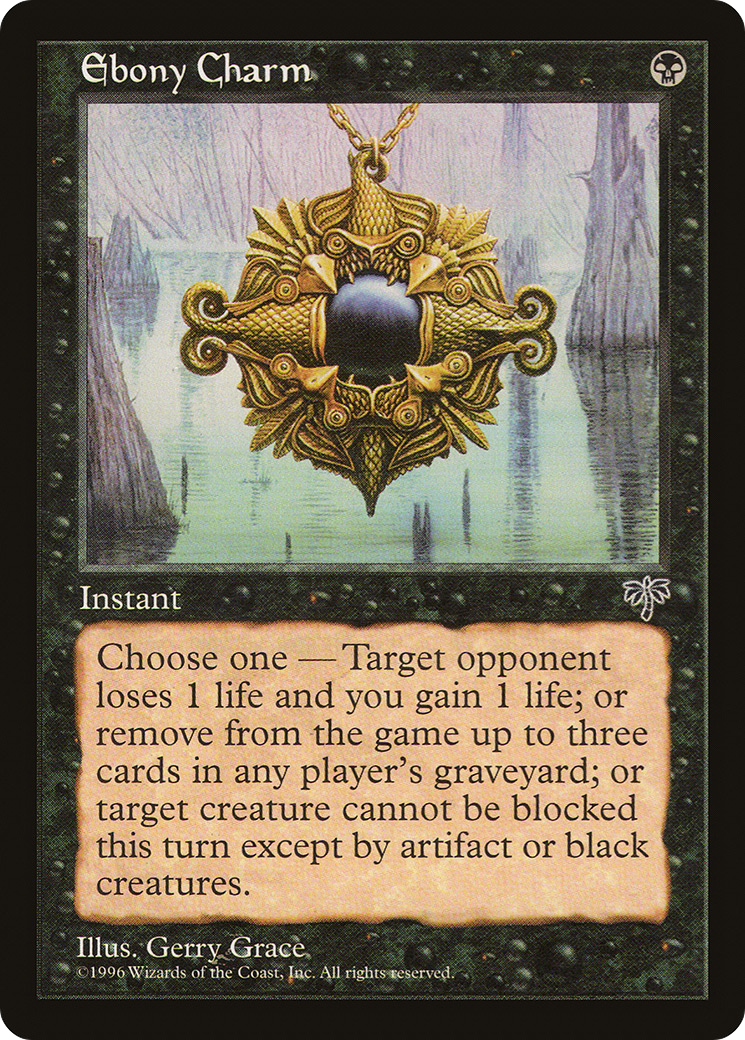 Ebony Charm
Instant
Choose one — Target opponent
loses 1 life and you gain 1 life; or
remove from the game up to three
cards in any player's graveyard; or
target creature cannot be blocked
this turn except by artifact or black
creatures.
Illus. Gerry Grace
©1996 Wizards of the Coast, Inc. All rights reserved.